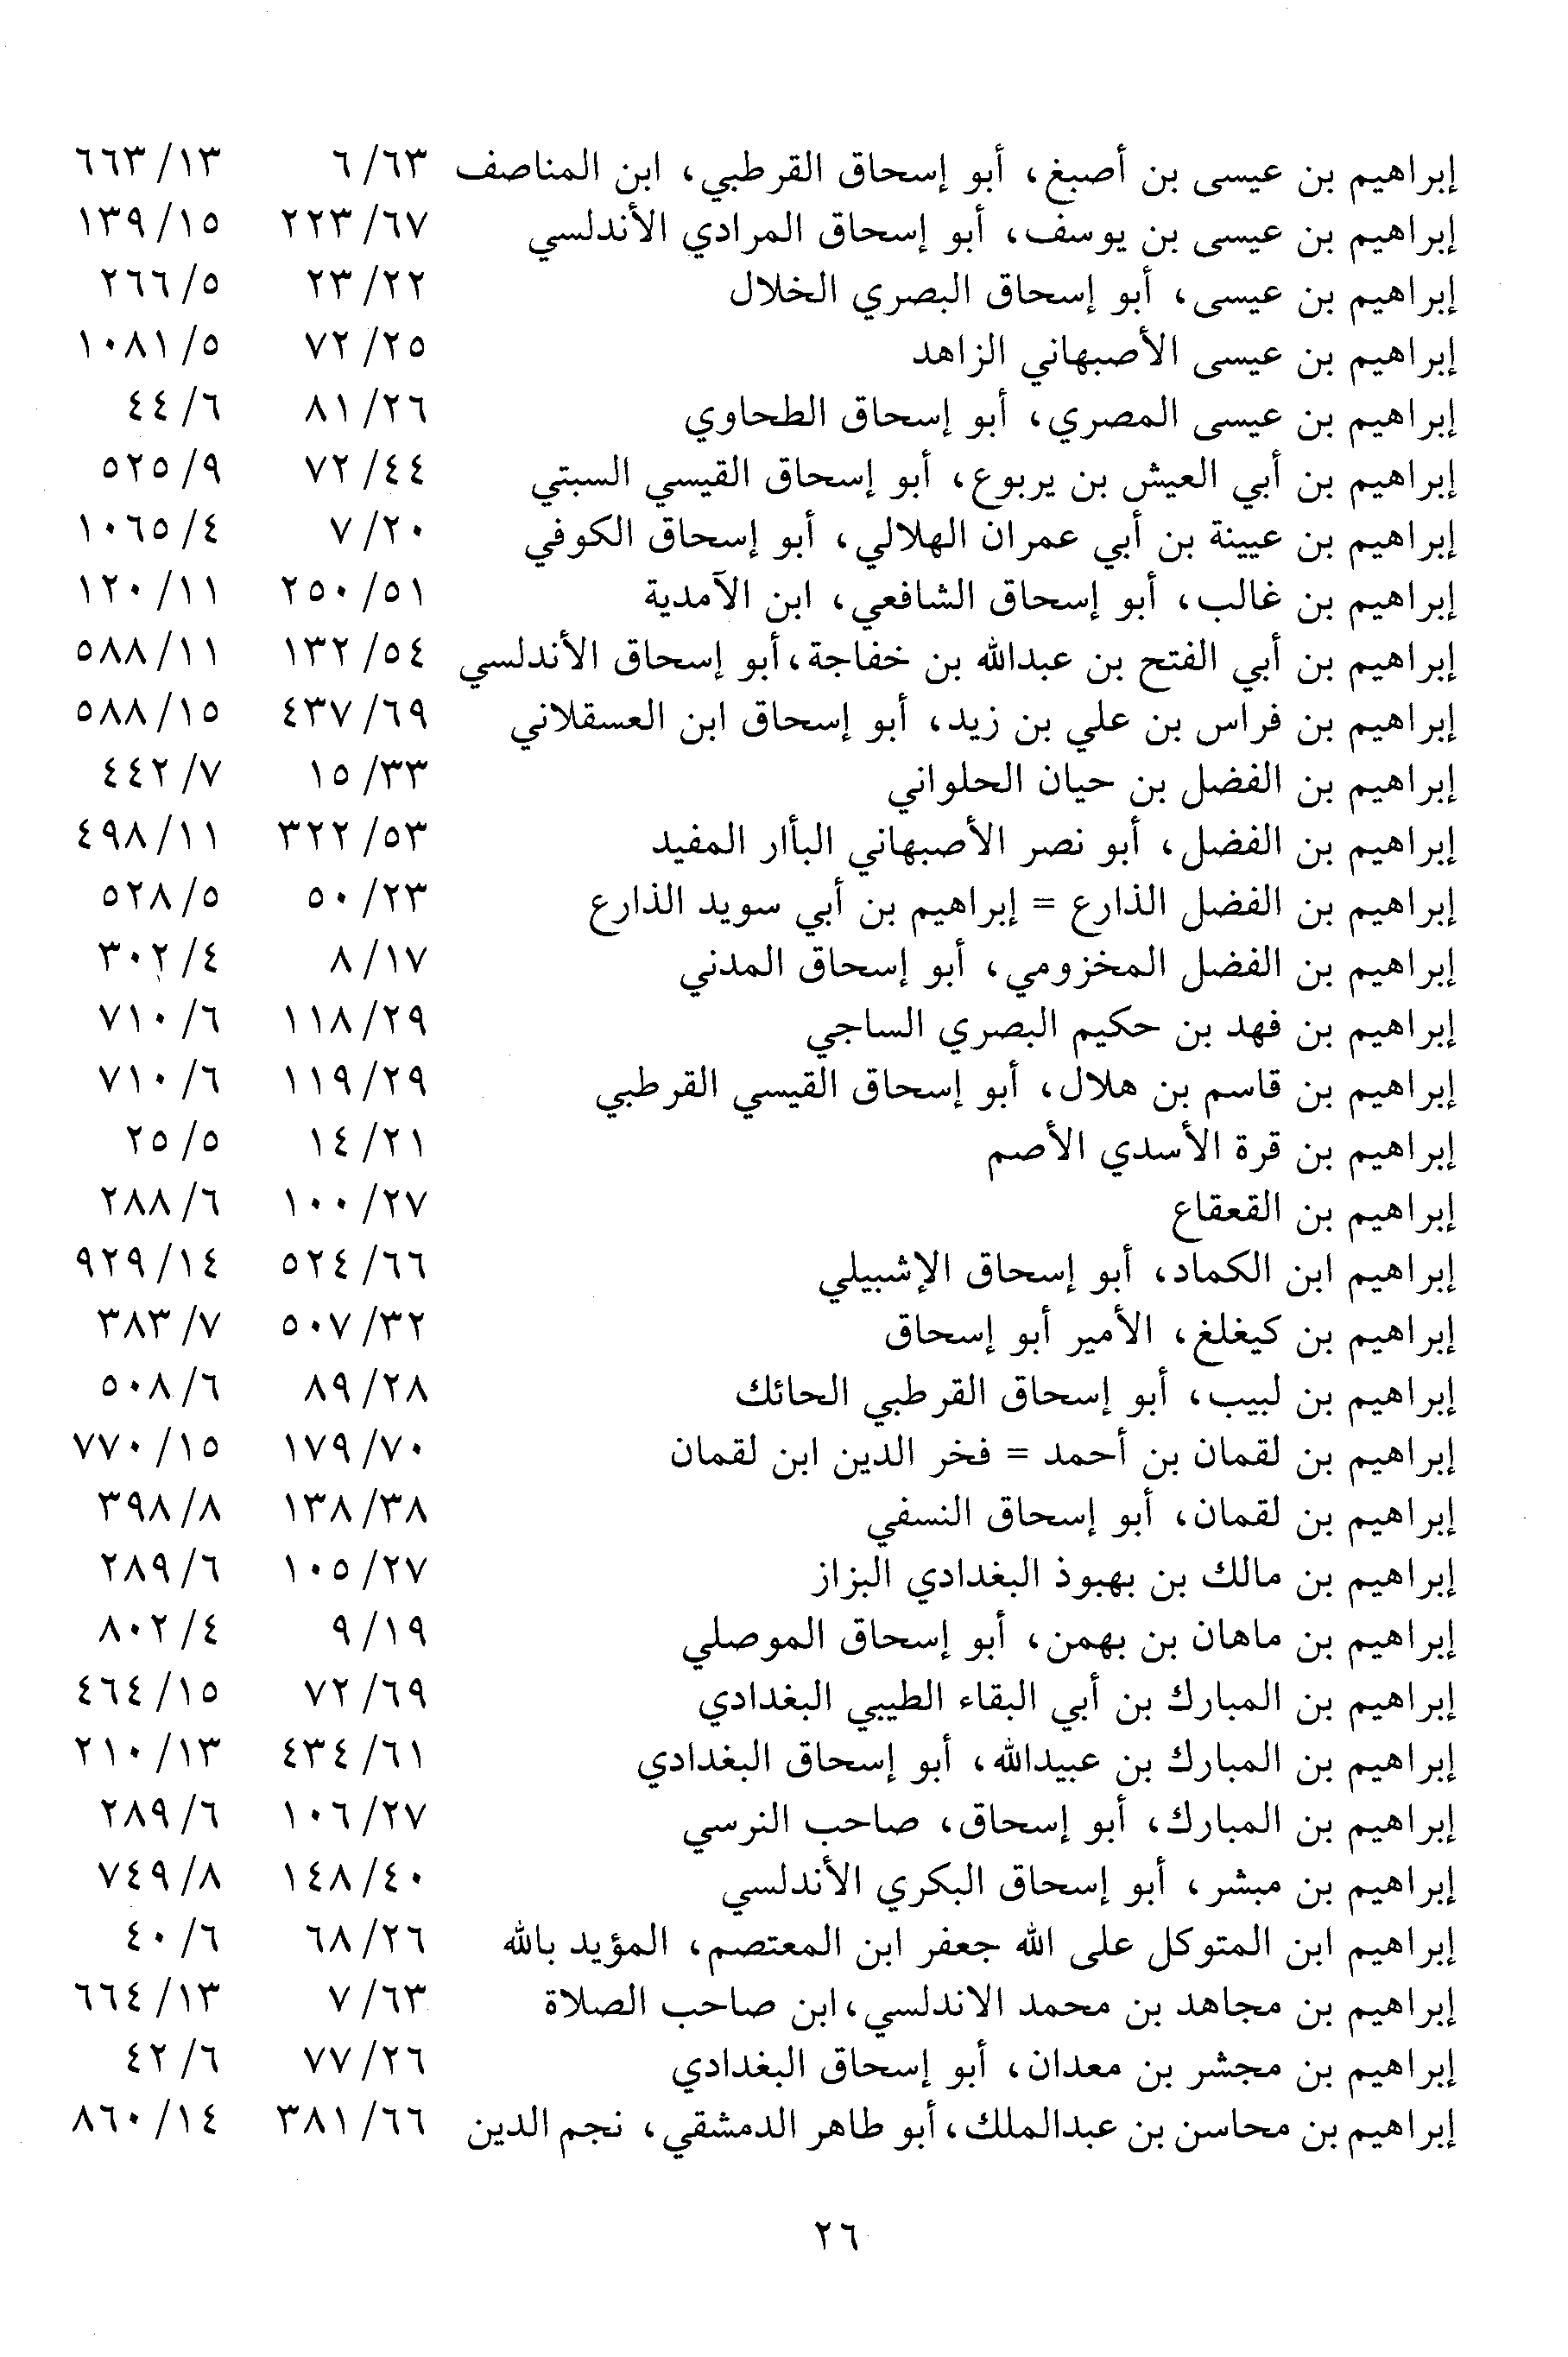 إبراهيم بن عيسى بن أصبغ، أبو إسحاق القرطبي، ابن المناصف ٦٣/ ٦ ١٣/ ٦٦٣
إبراهيم بن عيسى بن يوسف، أبو إسحاق المرادي الأندلسي ٦٧/ ٢٢٣ ١٥/ ١٣٩
إبراهيم بن عيسى، أبو إسحاق البصري الخلال ٢٢/ ٢٣ ٥/ ٢٦٦
إبراهيم بن عيسى الأصبهاني الزاهد ٢٥/ ٧٢ ٥/ ١٠٨١
إبراهيم بن عيسى المصري، أبو إسحاق الطحاوي ٢٦/ ٨١ ٦/ ٤٤
إبراهيم بن أبي العيش بن يربوع، أبو إسحاق القيسي السبتي ٤٤/ ٧٢ ٩/ ٥٢٥
إبراهيم بن عيينة بن أبي عمران الهلالي، أبو إسحاق الكوفي ٢٠/ ٧ ٤/ ١٠٦٥
إبراهيم بن غالب، أبو إسحاق الشافعي، ابن الآمدية ٥١/ ٢٥٠ ١١/ ١٢٠
إبراهيم بن أبي الفتح بن عبدالله بن خفاجة، أبو إسحاق الأندلسي ٥٤/ ١٣٢ ١١/ ٥٨٨
إبراهيم بن فراس بن علي بن زيد، أبو إسحاق ابن العسقلاني ٦٩/ ٤٣٧ ١٥/ ٥٨٨
إبراهيم بن الفضل بن حيان الحلواني ٣٣/ ١٥ ٧/ ٤٤٢
إبراهيم بن الفضل، أبو نصر الأصبهاني البأار المفيد ٥٣/ ٣٢٢ ١١/ ٤٩٨
إبراهيم بن الفضل الذارع = إبراهيم بن أبي سويد الذارع ٢٣/ ٥٠ ٥/ ٥٢٨
إبراهيم بن الفضل المخزومي، أبو إسحاق المدني ١٧/ ٨ ٤/ ٣٠٢
إبراهيم بن فهد بن حكيم البصري الساجي ٢٩/ ١١٨ ٦/ ٧١٠
إبراهيم بن قاسم بن هلال، أبو إسحاق القيسي القرطبي ٢٩/ ١١٩ ٦/ ٧١٠
إبراهيم بن قرة الأسدي الأصم ٢١/ ١٤ ٥/ ٢٥
إبراهيم بن القعقاع ٢٧/ ١٠٠ ٦/ ٢٨٨
إبراهيم ابن الكماد، أبو إسحاق الإشبيلي ٦٦/ ٥٢٤ ١٤/ ٩٢٩
إبراهيم بن كيغلغ، الأمير أبو إسحاق ٣٢/ ٥٠٧ ٧/ ٣٨٣
إبراهيم بن لبيب، أبو إسحاق القرطبي الحائك ٢٨/ ٨٩ ٦/ ٥٠٨
إبراهيم بن لقمان بن أحمد = فخر الدين ابن لقمان ٧٠/ ١٧٩ ١٥/ ٧٧٠
إبراهيم بن لقمان، أبو إسحاق النسفي ٣٨/ ١٣٨ ٨/ ٣٩٨
إبراهيم بن مالك بن بهبوذ البغدادي البزاز ٢٧/ ١٠٥ ٦/ ٢٨٩
إبراهيم بن ماهان بن بهمن، أبو إسحاق الموصلي ١٩/ ٩ ٤/ ٨٠٢
إبراهيم بن المبارك بن أبي البقاء الطيبي البغدادي ٦٩/ ٧٢ ١٥/ ٤٦٤
إبراهيم بن المبارك بن عبيدالله، أبو إسحاق البغدادي ٦١/ ٤٣٤ ١٣/ ٢١٠
إبراهيم بن المبارك، أبو إسحاق، صاحب النرسي ٢٧/ ١٠٦ ٦/ ٢٨٩
إبراهيم بن مبشر، أبو إسحاق البكري الأندلسي ٤٠/ ١٤٨ ٨/ ٧٤٩
إبراهيم ابن المتوكل على الله جعفر ابن المعتصم، المؤيد بالله ٢٦/ ٦٨ ٦/ ٤٠
إبراهيم بن مجاهد بن محمد الاندلسي، ابن صاحب الصلاة ٦٣/ ٧ ١٣/ ٦٦٤
إبراهيم بن مجشر بن معدان، أبو إسحاق البغدادي ٢٦/ ٧٧ ٦/ ٤٢
إبراهيم بن محاسن بن عبدالملك، أبو طاهر الدمشقي، نجم الدين ٦٦/ ٣٨١ ١٤/ ٨٦٠
٢٦